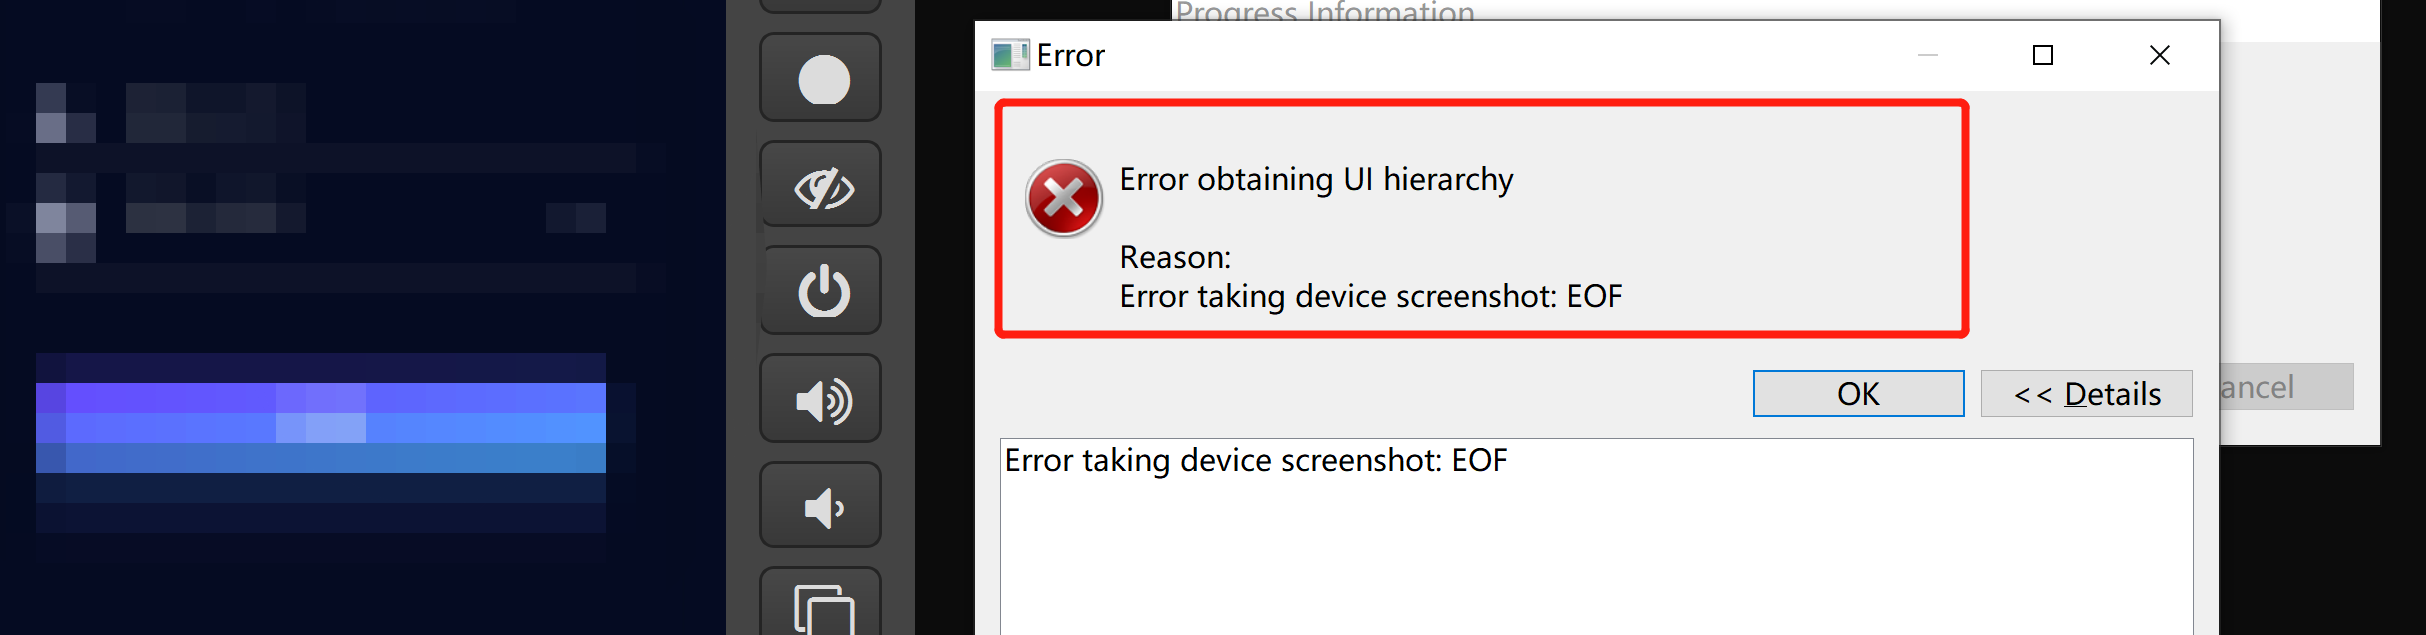 Progress Information
Error
Error obtaining UI hierarchy
Reason:
Error taking device screenshot: EOF
OK
<< Details
ancel
Error taking device screenshot: EOF